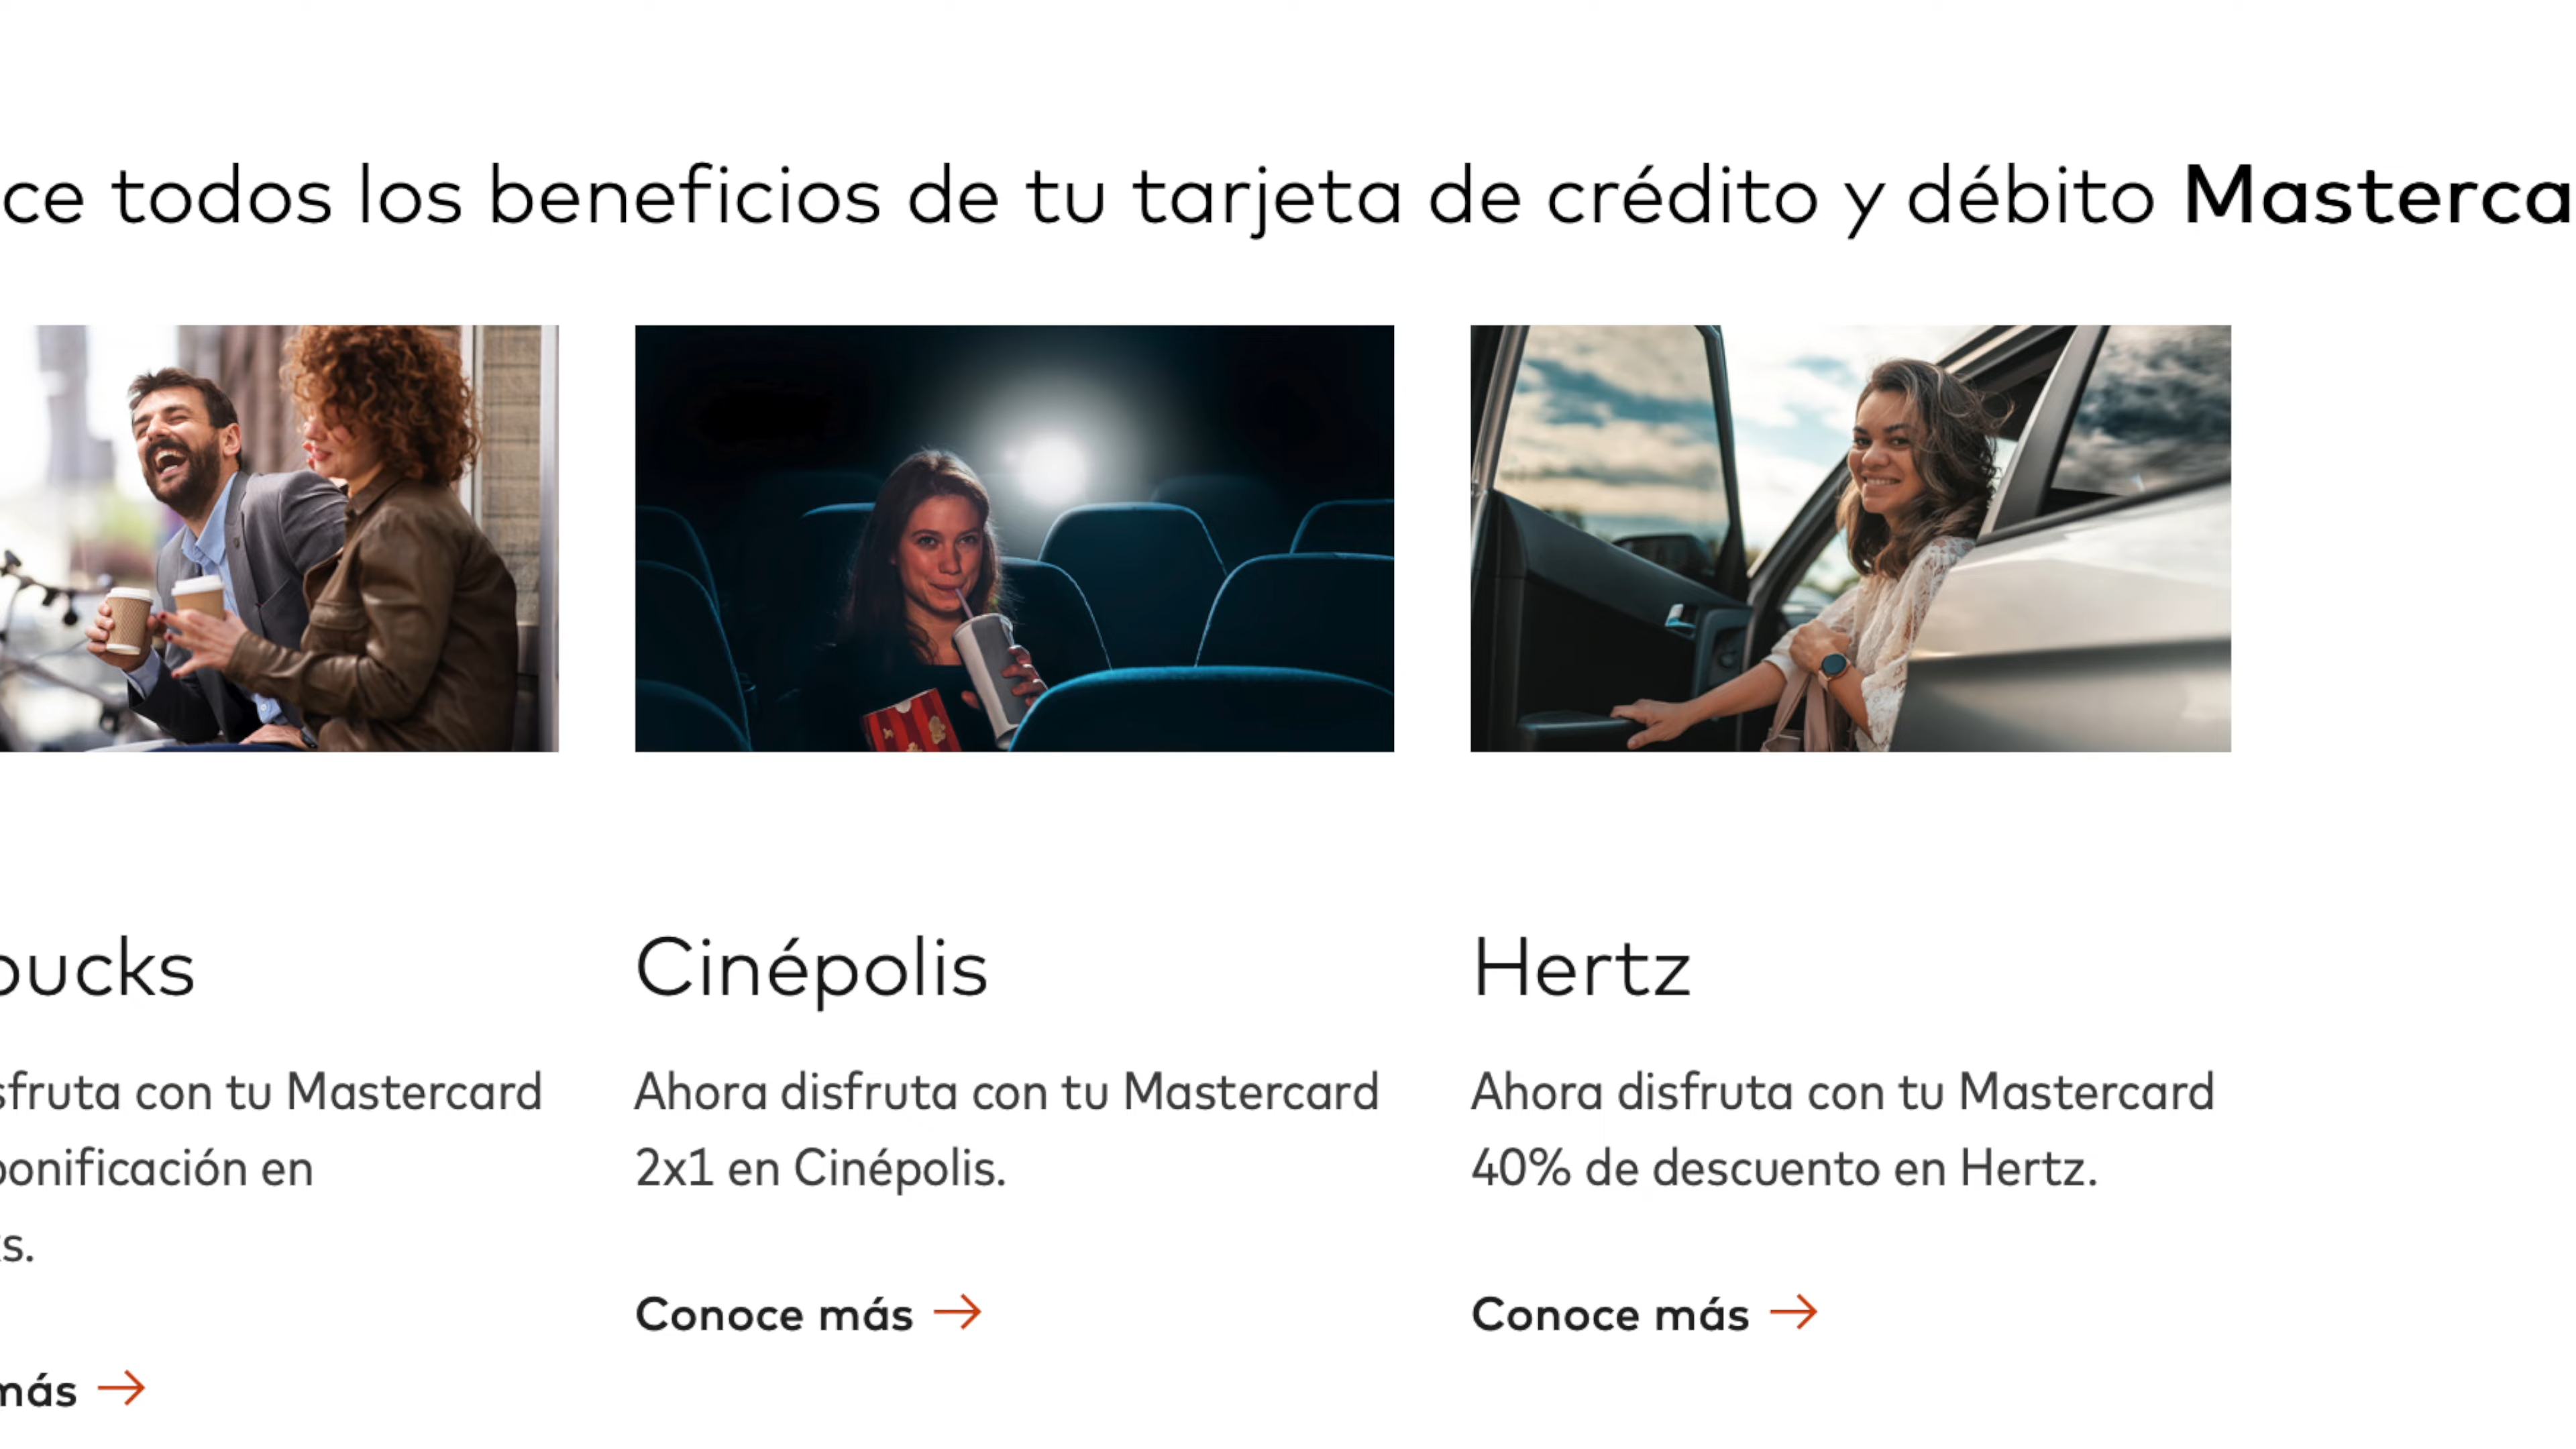 ce todos los beneficios de tu tarjeta de crédito y débito Masterca
bucks
sfruta con tu Mastercard
bonificación en
s.
más
Cinépolis
Ahora disfruta con tu Mastercard
2x1 en Cinépolis.
Conoce más
Hertz
Ahora disfruta con tu Mastercard
40% de descuento en Hertz.
Conoce más